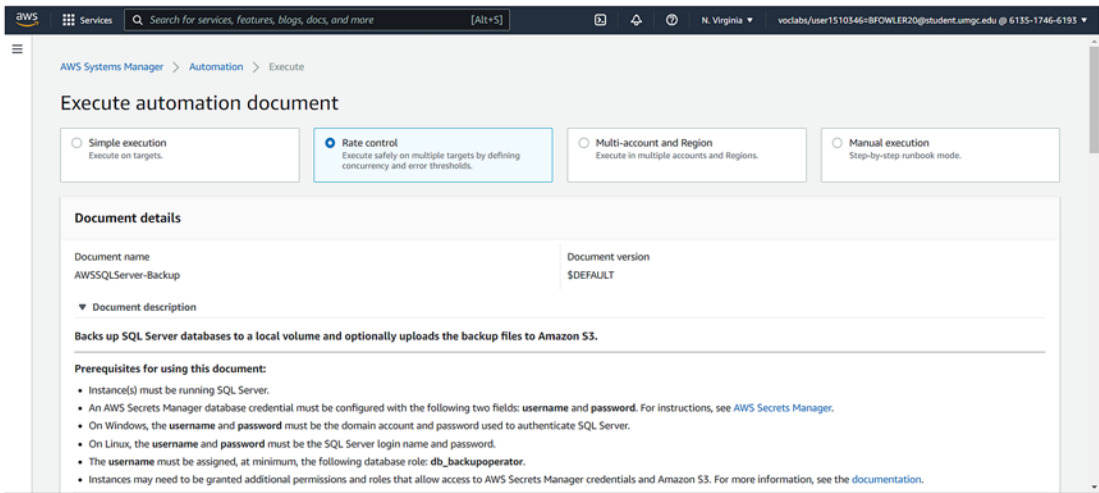 aws Services Search for services, features, blogs, docs, and more [Alt+S] N. Virginia ▼ voclabs/user1510346=BFOWLER20@student.umgc.edu @ 6135-1746-6193 ▼
AWS Systems Manager > Automation > Execute
Execute automation document
Simple execution
Execute on targets.
Rate control
Execute safely on multiple targets by defining
concurrency and error thresholds.
Multi-account and Region
Execute in multiple accounts and Regions.
Manual execution
Step-by-step runbook mode.
Document details
Document name
AWSSQLServer-Backup
Document version
$DEFAULT
▼ Document description
Backs up SQL Server databases to a local volume and optionally uploads the backup files to Amazon S3.
Prerequisites for using this document:
• Instance(s) must be running SQL Server.
• An AWS Secrets Manager database credential must be configured with the following two fields: username and password. For instructions, see AWS Secrets Manager.
• On Windows, the username and password must be the domain account and password used to authenticate SQL Server.
• On Linux, the username and password must be the SQL Server login name and password.
• The username must be assigned, at minimum, the following database role: db_backupoperator.
• Instances may need to be granted additional permissions and roles that allow access to AWS Secrets Manager credentials and Amazon S3. For more information, see the documentation.